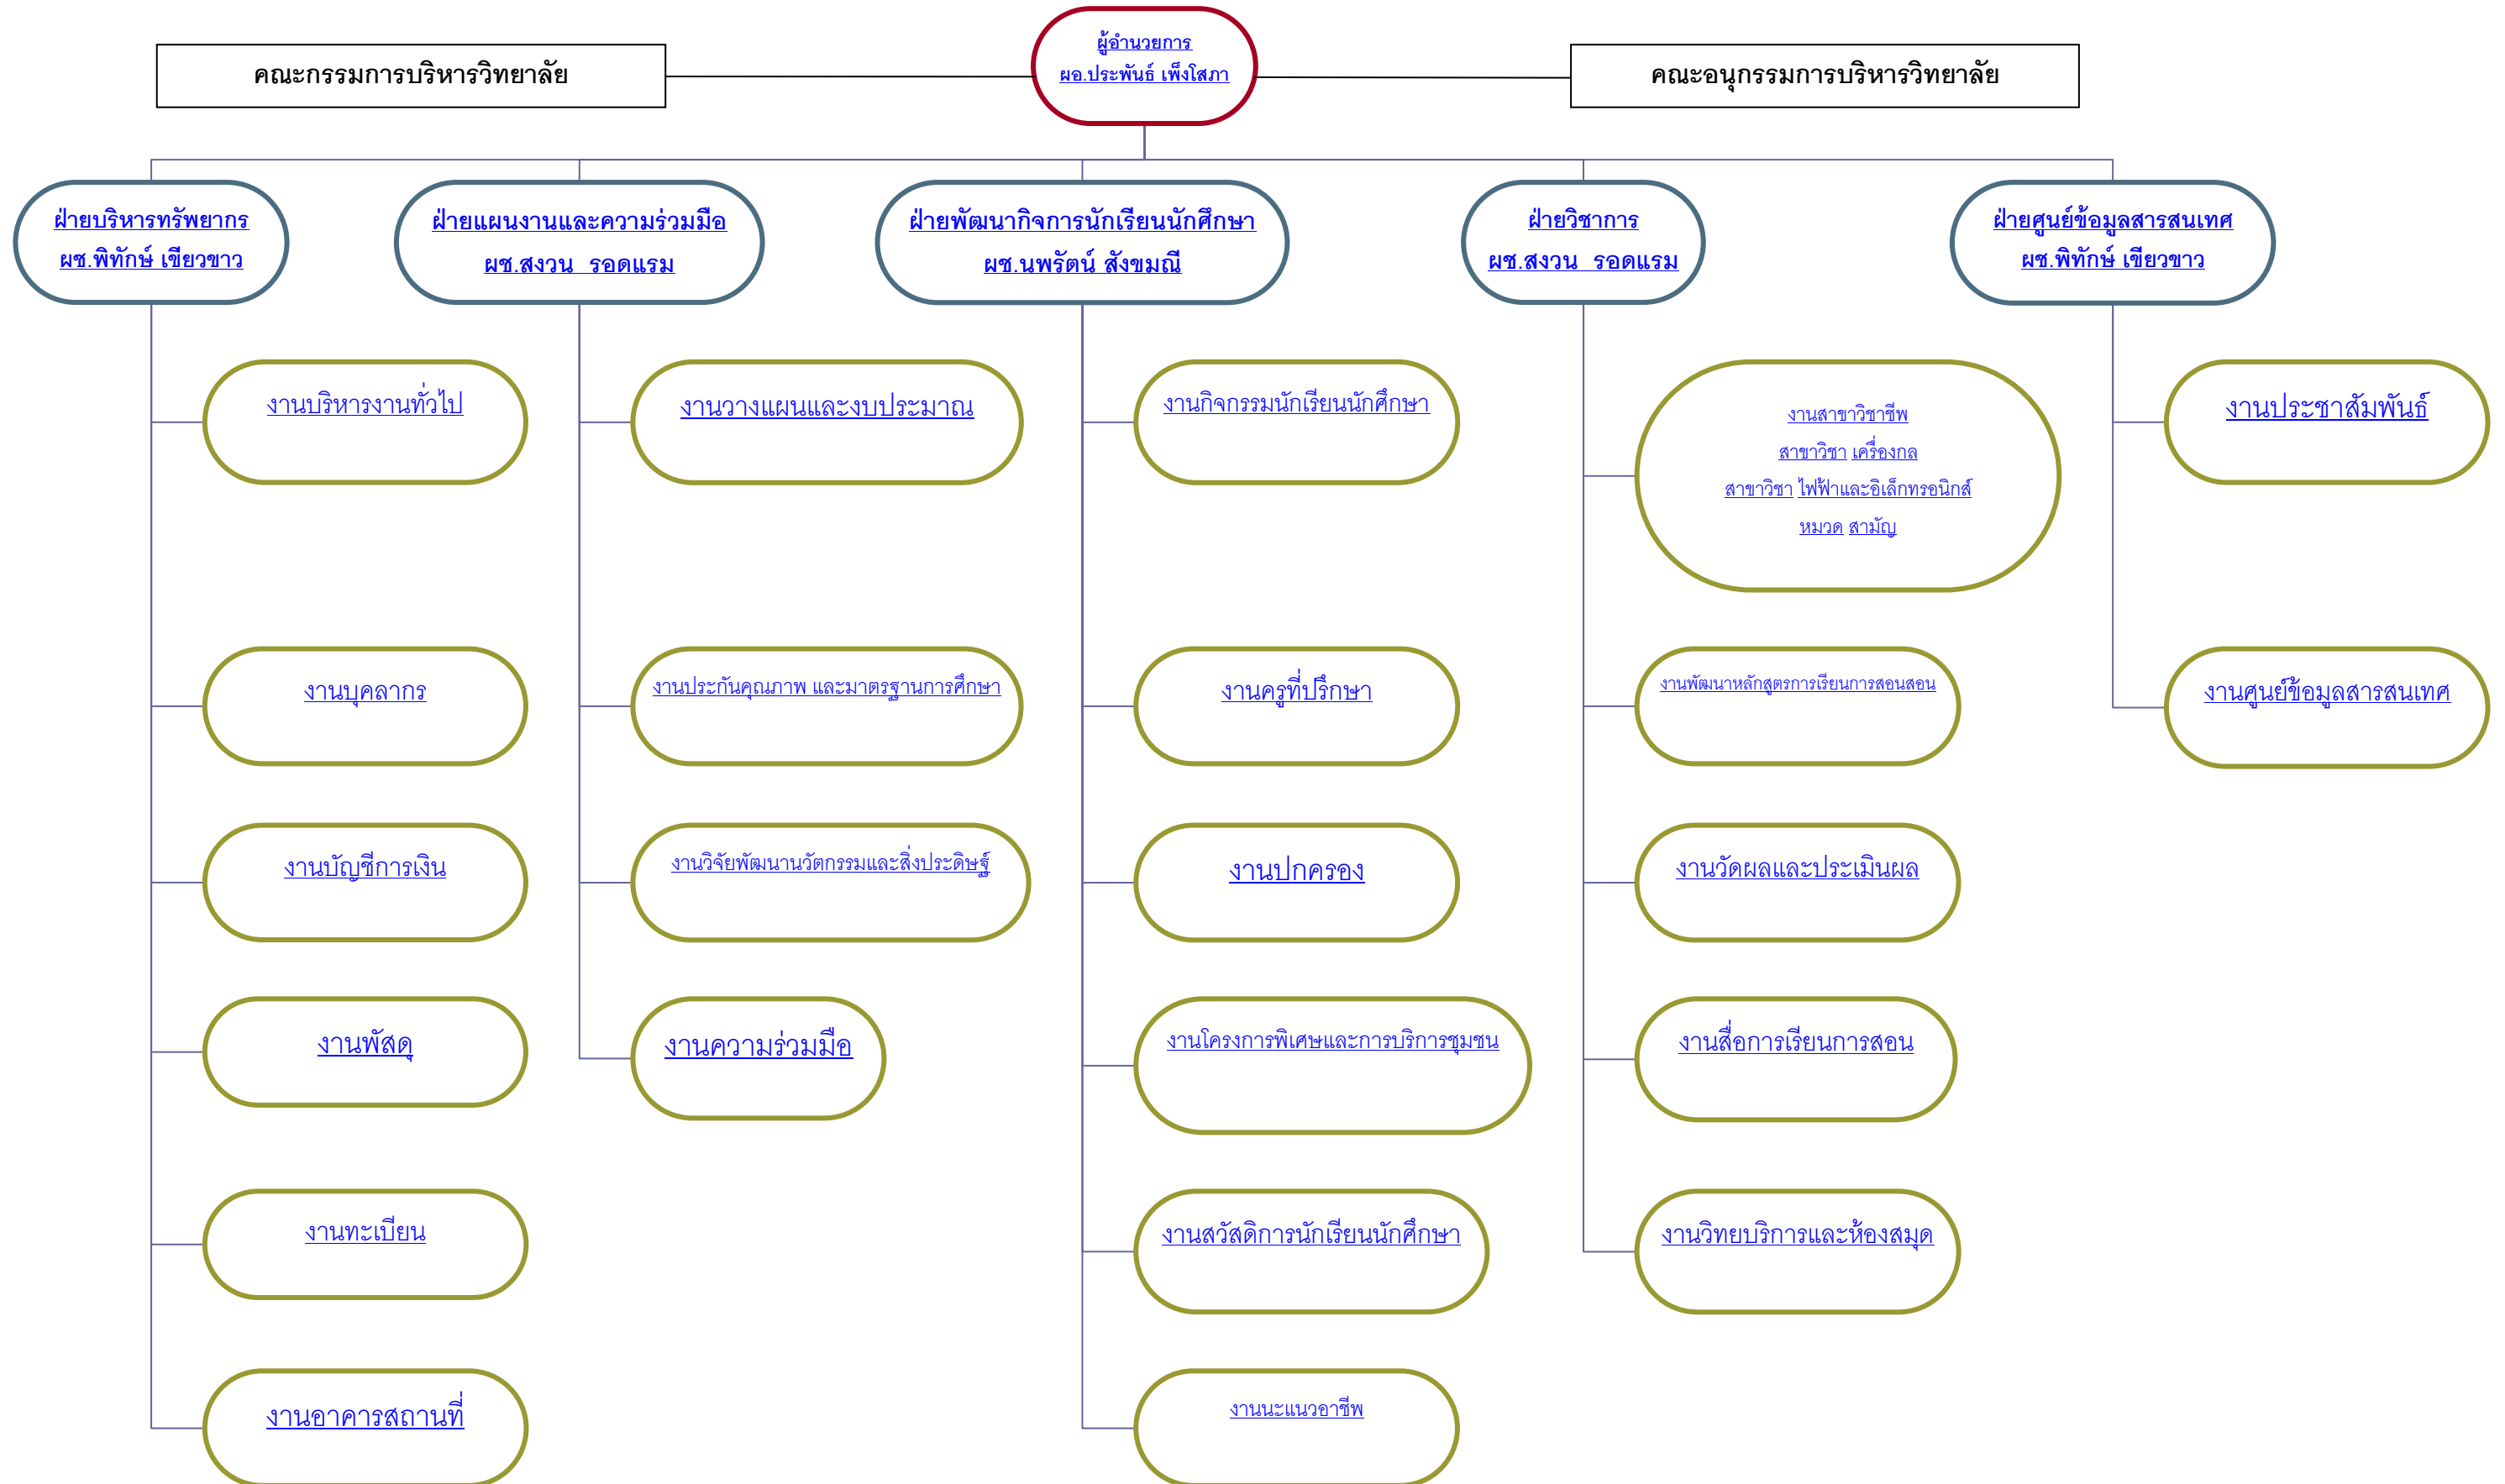 ผู้อำนวยการ
ผอ.ประพันธ์ เพ็งโสภา
คณะกรรมการบริหารวิทยาลัย
คณะอนุกรรมการบริหารวิทยาลัย
ฝ่ายบริหารทรัพยากร
ผช.พิทักษ์ เขียวขาว
ฝ่ายแผนงานและความร่วมมือ
ผช.สงวน  รอดแรม
ฝ่ายพัฒนากิจการนักเรียนนักศึกษา
ผช.นพรัตน์ สังขมณี
ฝ่ายวิชาการ
ผช.สงวน  รอดแรม
ฝ่ายศูนย์ข้อมูลสารสนเทศ
ผช.พิทักษ์ เขียวขาว
งานบริหารงานทั่วไป
งานบุคลากร
งานบัญชีการเงิน
งานพัสดุ
งานทะเบียน
งานอาคารสถานที่
งานวางแผนและงบประมาณ
งานประกันคุณภาพ และมาตรฐานการศึกษา
งานวิจัยพัฒนานวัตกรรมและสิ่งประดิษฐ์
งานความร่วมมือ
งานกิจกรรมนักเรียนนักศึกษา
งานครูที่ปรึกษา
งานปกครอง
งานโครงการพิเศษและการบริการชุมชน
งานสวัสดิการนักเรียนนักศึกษา
งานนะแนวอาชีพ
งานสาขาวิชาชีพ
สาขาวิชา เครื่องกล
สาขาวิชา ไฟฟ้าและอิเล็กทรอนิกส์
หมวด สามัญ
งานพัฒนาหลักสูตรการเรียนการสอนสอน
งานวัดผลและประเมินผล
งานสื่อการเรียนการสอน
งานวิทยบริการและห้องสมุด
งานประชาสัมพันธ์
งานศูนย์ข้อมูลสารสนเทศ